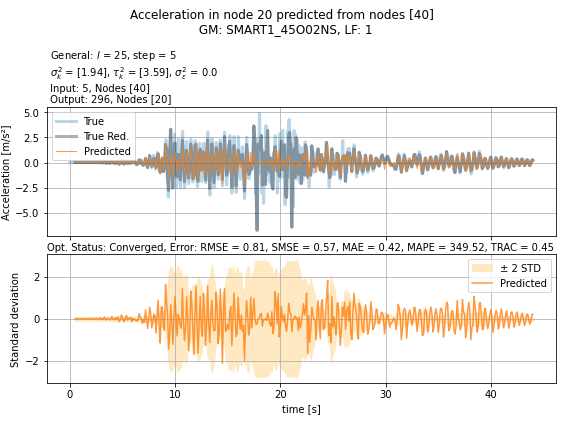 Acceleration in node 20 predicted from nodes [40]
GM: SMART1_45O02NS, LF: 1
General: l = 25, step = 5
σ²ₖ = [1.94], τ²ₖ = [3.59], σ²ε = 0.0
Input: 5, Nodes [40]
Output: 296, Nodes [20]
Acceleration [m/s²]
5.0
2.5
0.0
−2.5
−5.0
True
True Red.
Predicted
Opt. Status: Converged, Error: RMSE = 0.81, SMSE = 0.57, MAE = 0.42, MAPE = 349.52, TRAC = 0.45
Standard deviation
2
0
−2
± 2 STD
Predicted
0
10
20
30
40
time [s]